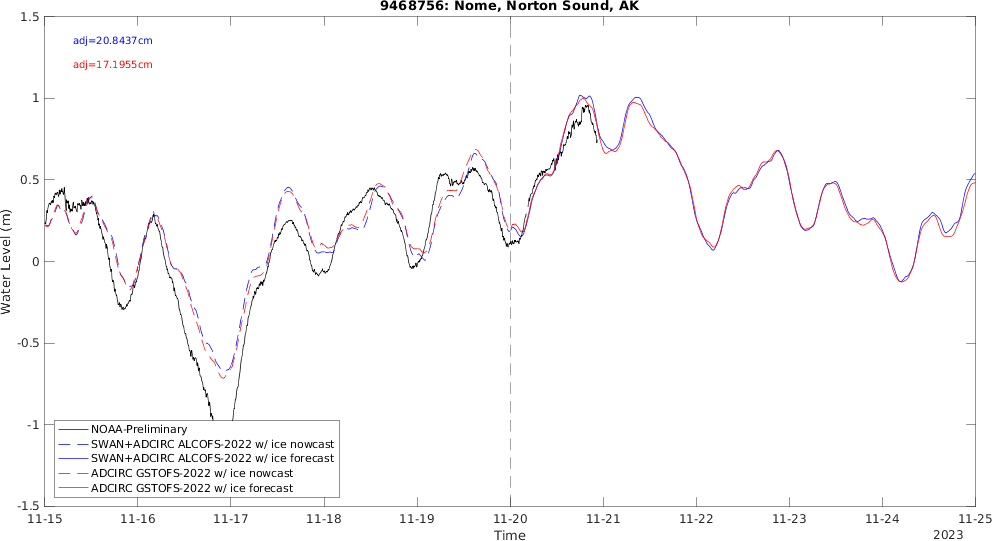 9468756: Nome, Norton Sound, AK
1.5
adj=20.8437cm
adj=17.1955cm
1
0.5
0
-0.5
-1
-1.5
Water Level (m)
NOAA-Preliminary
SWAN+ADCIRC ALCOFS-2022 w/ ice nowcast
SWAN+ADCIRC ALCOFS-2022 w/ ice forecast
ADCIRC GSTOFS-2022 w/ ice nowcast
ADCIRC GSTOFS-2022 w/ ice forecast
11-15 11-16 11-17 11-18 11-19 11-20 11-21 11-22 11-23 11-24 11-25
Time
2023